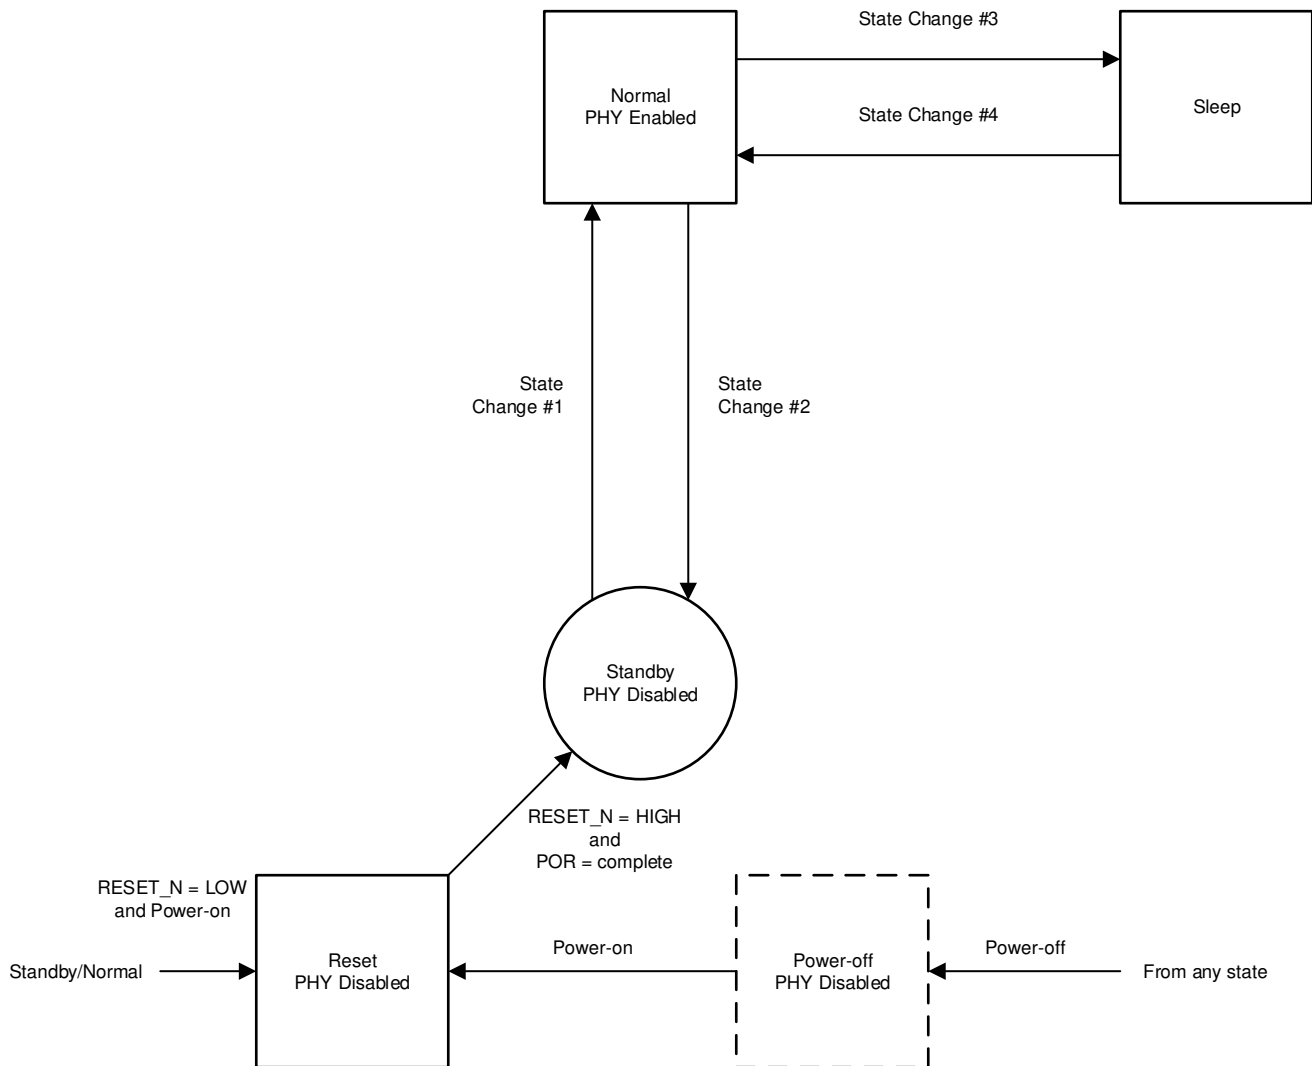 State Change #3
Normal
PHY Enabled
State Change #4
Sleep
State
Change #1
State
Change #2
Standby
PHY Disabled
RESET_N = HIGH
and
POR = complete
RESET_N = LOW
and Power-on
Standby/Normal
Reset
PHY Disabled
Power-on
Power-off
PHY Disabled
Power-off
From any state